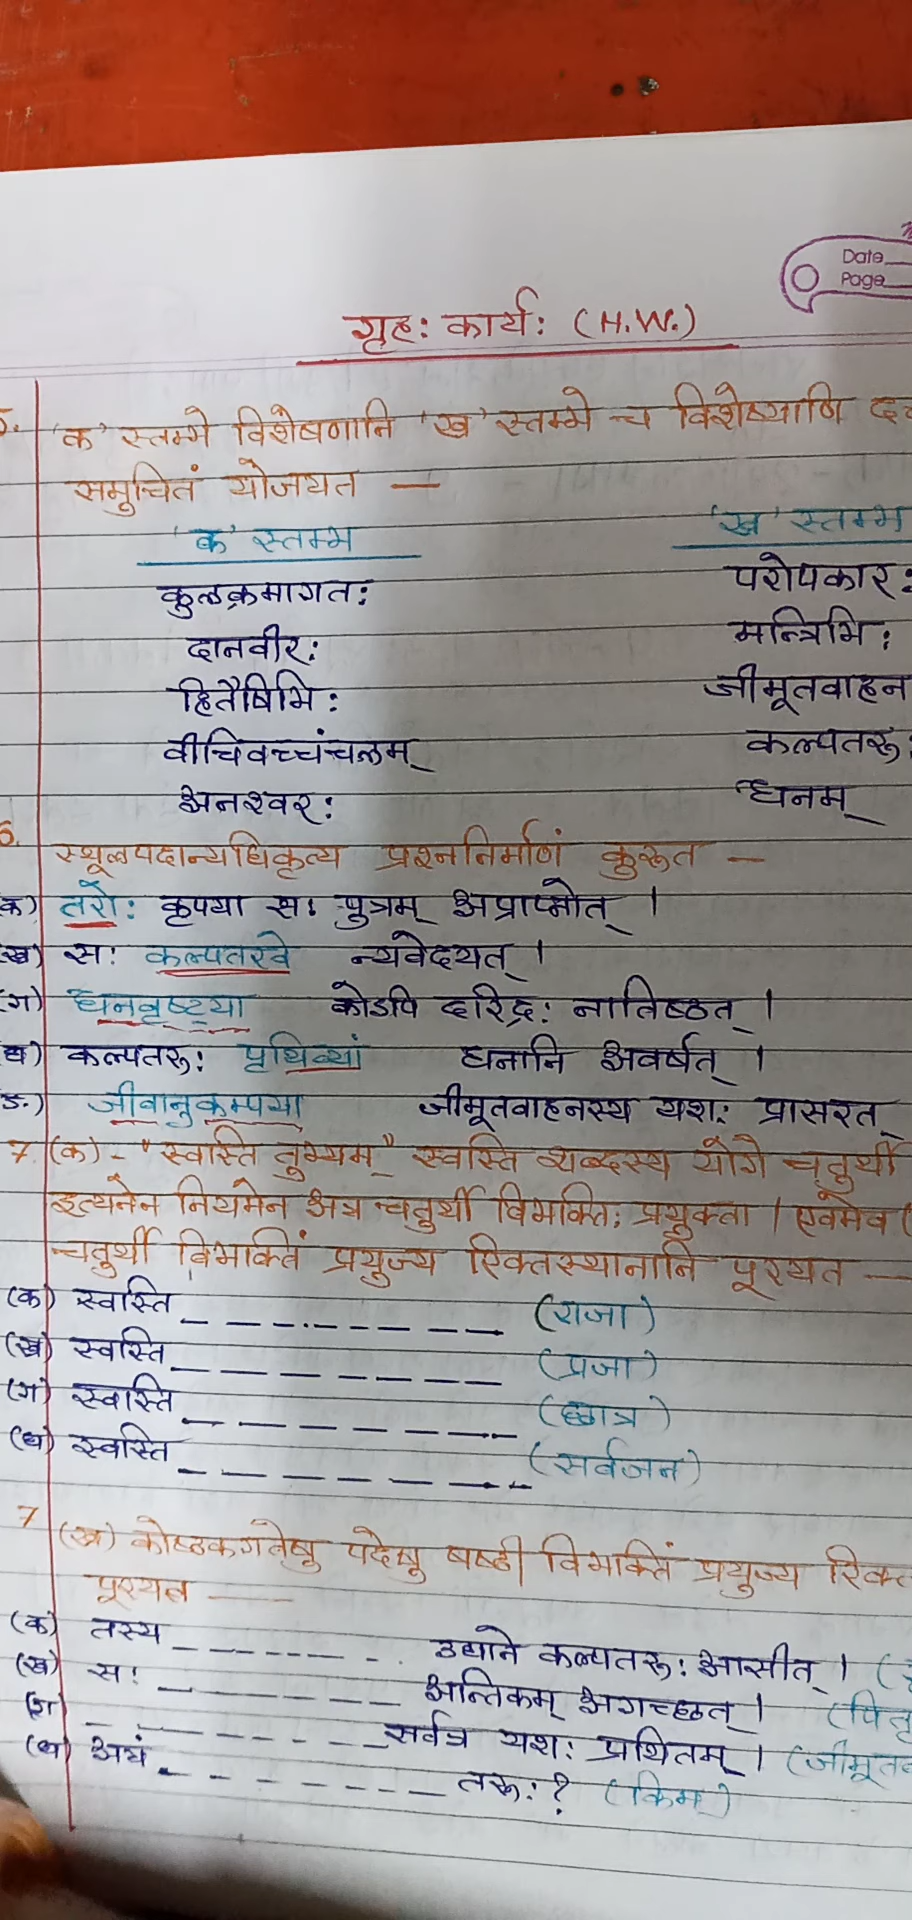 Date
Page
गृह: कार्य: (H.W.)
'क' स्तम्भे विशेषणानि 'ख' स्तम्भे च विशेष्याणि
समुचितं योजयत —
'क' स्तम्भ 'ख' स्तम्भ
कुलक्रमागत: परोपकार:
दानवीर: मन्त्रिभि:
हितैषिभि: जीमूतवाहन
वीचिवच्चंचलम् कल्पतरु:
अनश्वर: धनम्
6. स्थूलपदान्यधिकृत्य प्रश्ननिर्माणं कुरुत —
क) तरो: कृपया स: पुत्रम् अप्राप्नोत् ।
ख) स: कल्पतरवे न्यवेदयत् ।
(ग) धनवृष्ट्या कोऽपि दरिद्र: नातिष्ठत् ।
घ) कल्पतरु: पृथिव्यां धनानि अवर्षत् ।
ङ.) जीवानुकम्पया जीमूतवाहनस्य यश: प्रासरत्
7. (क) - "स्वस्ति तुभ्यम्" स्वस्ति शब्दस्य योगे चतुर्थी
इत्यनेन नियमेन अत्र चतुर्थी विभक्ति: प्रयुक्ता । एवमेव (
चतुर्थी विभक्तिं प्रयुज्य रिक्तस्थानानि पूरयत —
(क) स्वस्ति _ _ _ _ _ _ _ (राजा)
(ख) स्वस्ति _ _ _ _ _ _ _ (प्रजा)
(ग) स्वस्ति _ _ _ _ _ _ _ (छात्र)
(घ) स्वस्ति _ _ _ _ _ _ _ (सर्वजन)
7 (ख) कोष्ठकगतेषु पदेषु षष्ठी विभक्तिं प्रयुज्य रिक्त
पूरयत —
(क) तस्य _ _ _ _ _ _ उद्याने कल्पतरु: आसीत् । (
(ख) स: _ _ _ _ _ _ अन्तिकम् अगच्छत् । (पितृ
(ग) _ _ _ _ _ _ सर्वत्र यश: प्रथितम् । (जीमूतवा
(घ) अयं _ _ _ _ _ _ _ तरु: ? (किम्)